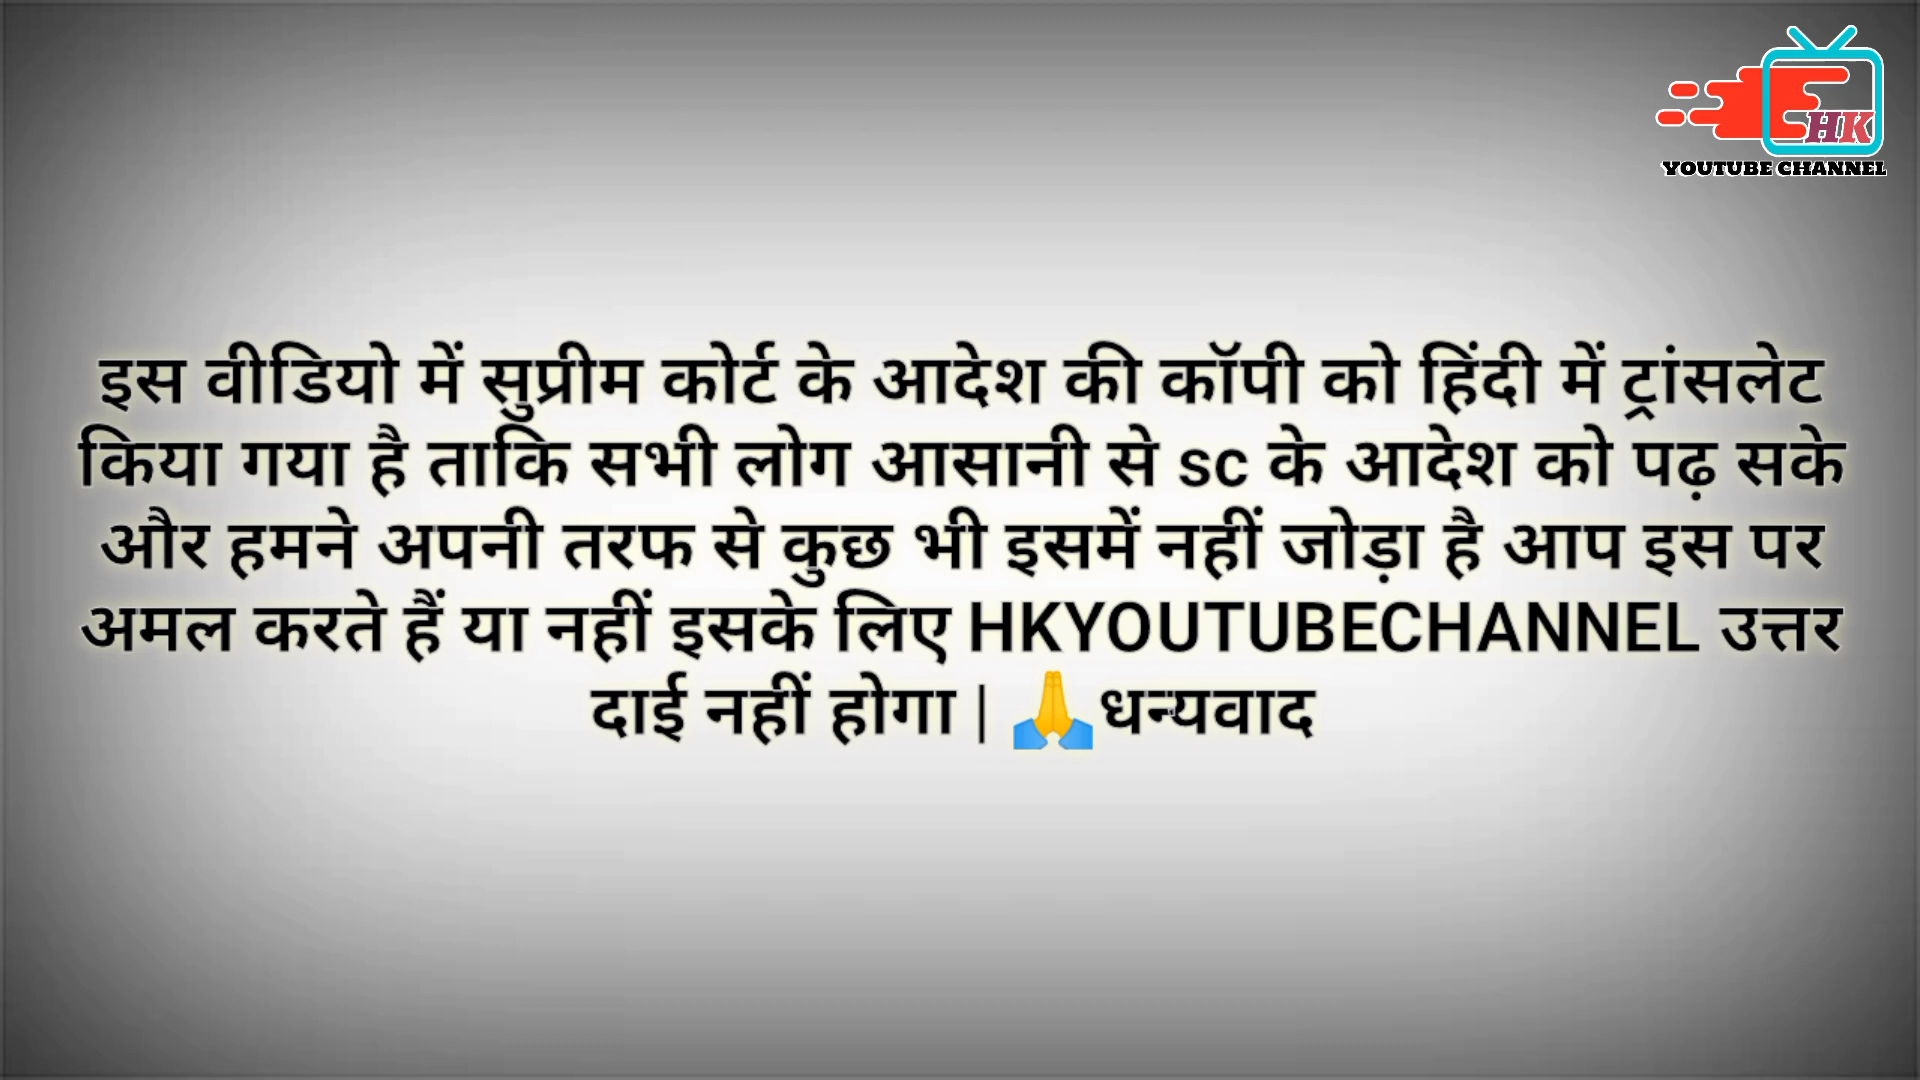 HK
YOUTUBE CHANNEL
इस वीडियो में सुप्रीम कोर्ट के आदेश की कॉपी को हिंदी में ट्रांसलेट
किया गया है ताकि सभी लोग आसानी से sc के आदेश को पढ़ सके
और हमने अपनी तरफ से कुछ भी इसमें नहीं जोड़ा है आप इस पर
अमल करते हैं या नहीं इसके लिए HKYOUTUBECHANNEL उत्तर
दाई नहीं होगा | 🙏धन्यवाद